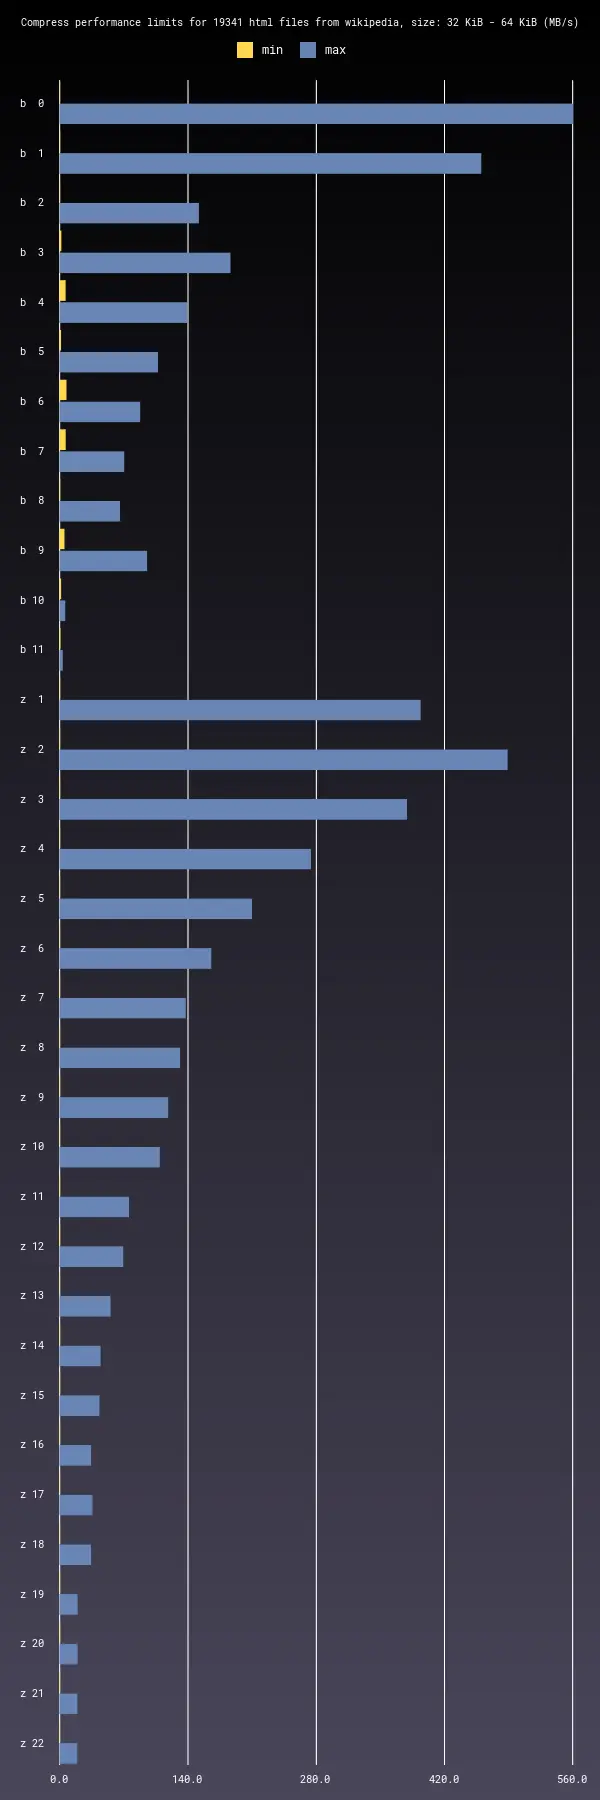 Compress performance limits for 19341 html files from wikipedia, size: 32 KiB - 64 KiB (MB/s)
min max
b 0
b 1
b 2
b 3
b 4
b 5
b 6
b 7
b 8
b 9
b 10
b 11
z 1
z 2
z 3
z 4
z 5
z 6
z 7
z 8
z 9
z 10
z 11
z 12
z 13
z 14
z 15
z 16
z 17
z 18
z 19
z 20
z 21
z 22
0.0 140.0 280.0 420.0 560.0